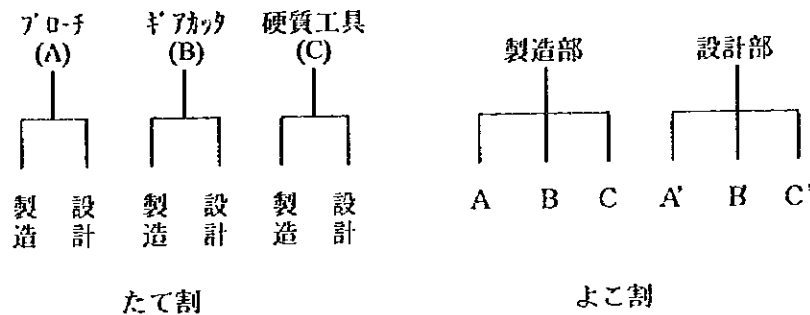 ブローチ ギアカッタ 硬質工具
(A) (B) (C)
製造 設計 製造 設計 製造 設計
たて割
製造部 設計部
A B C A' B' C'
よこ割